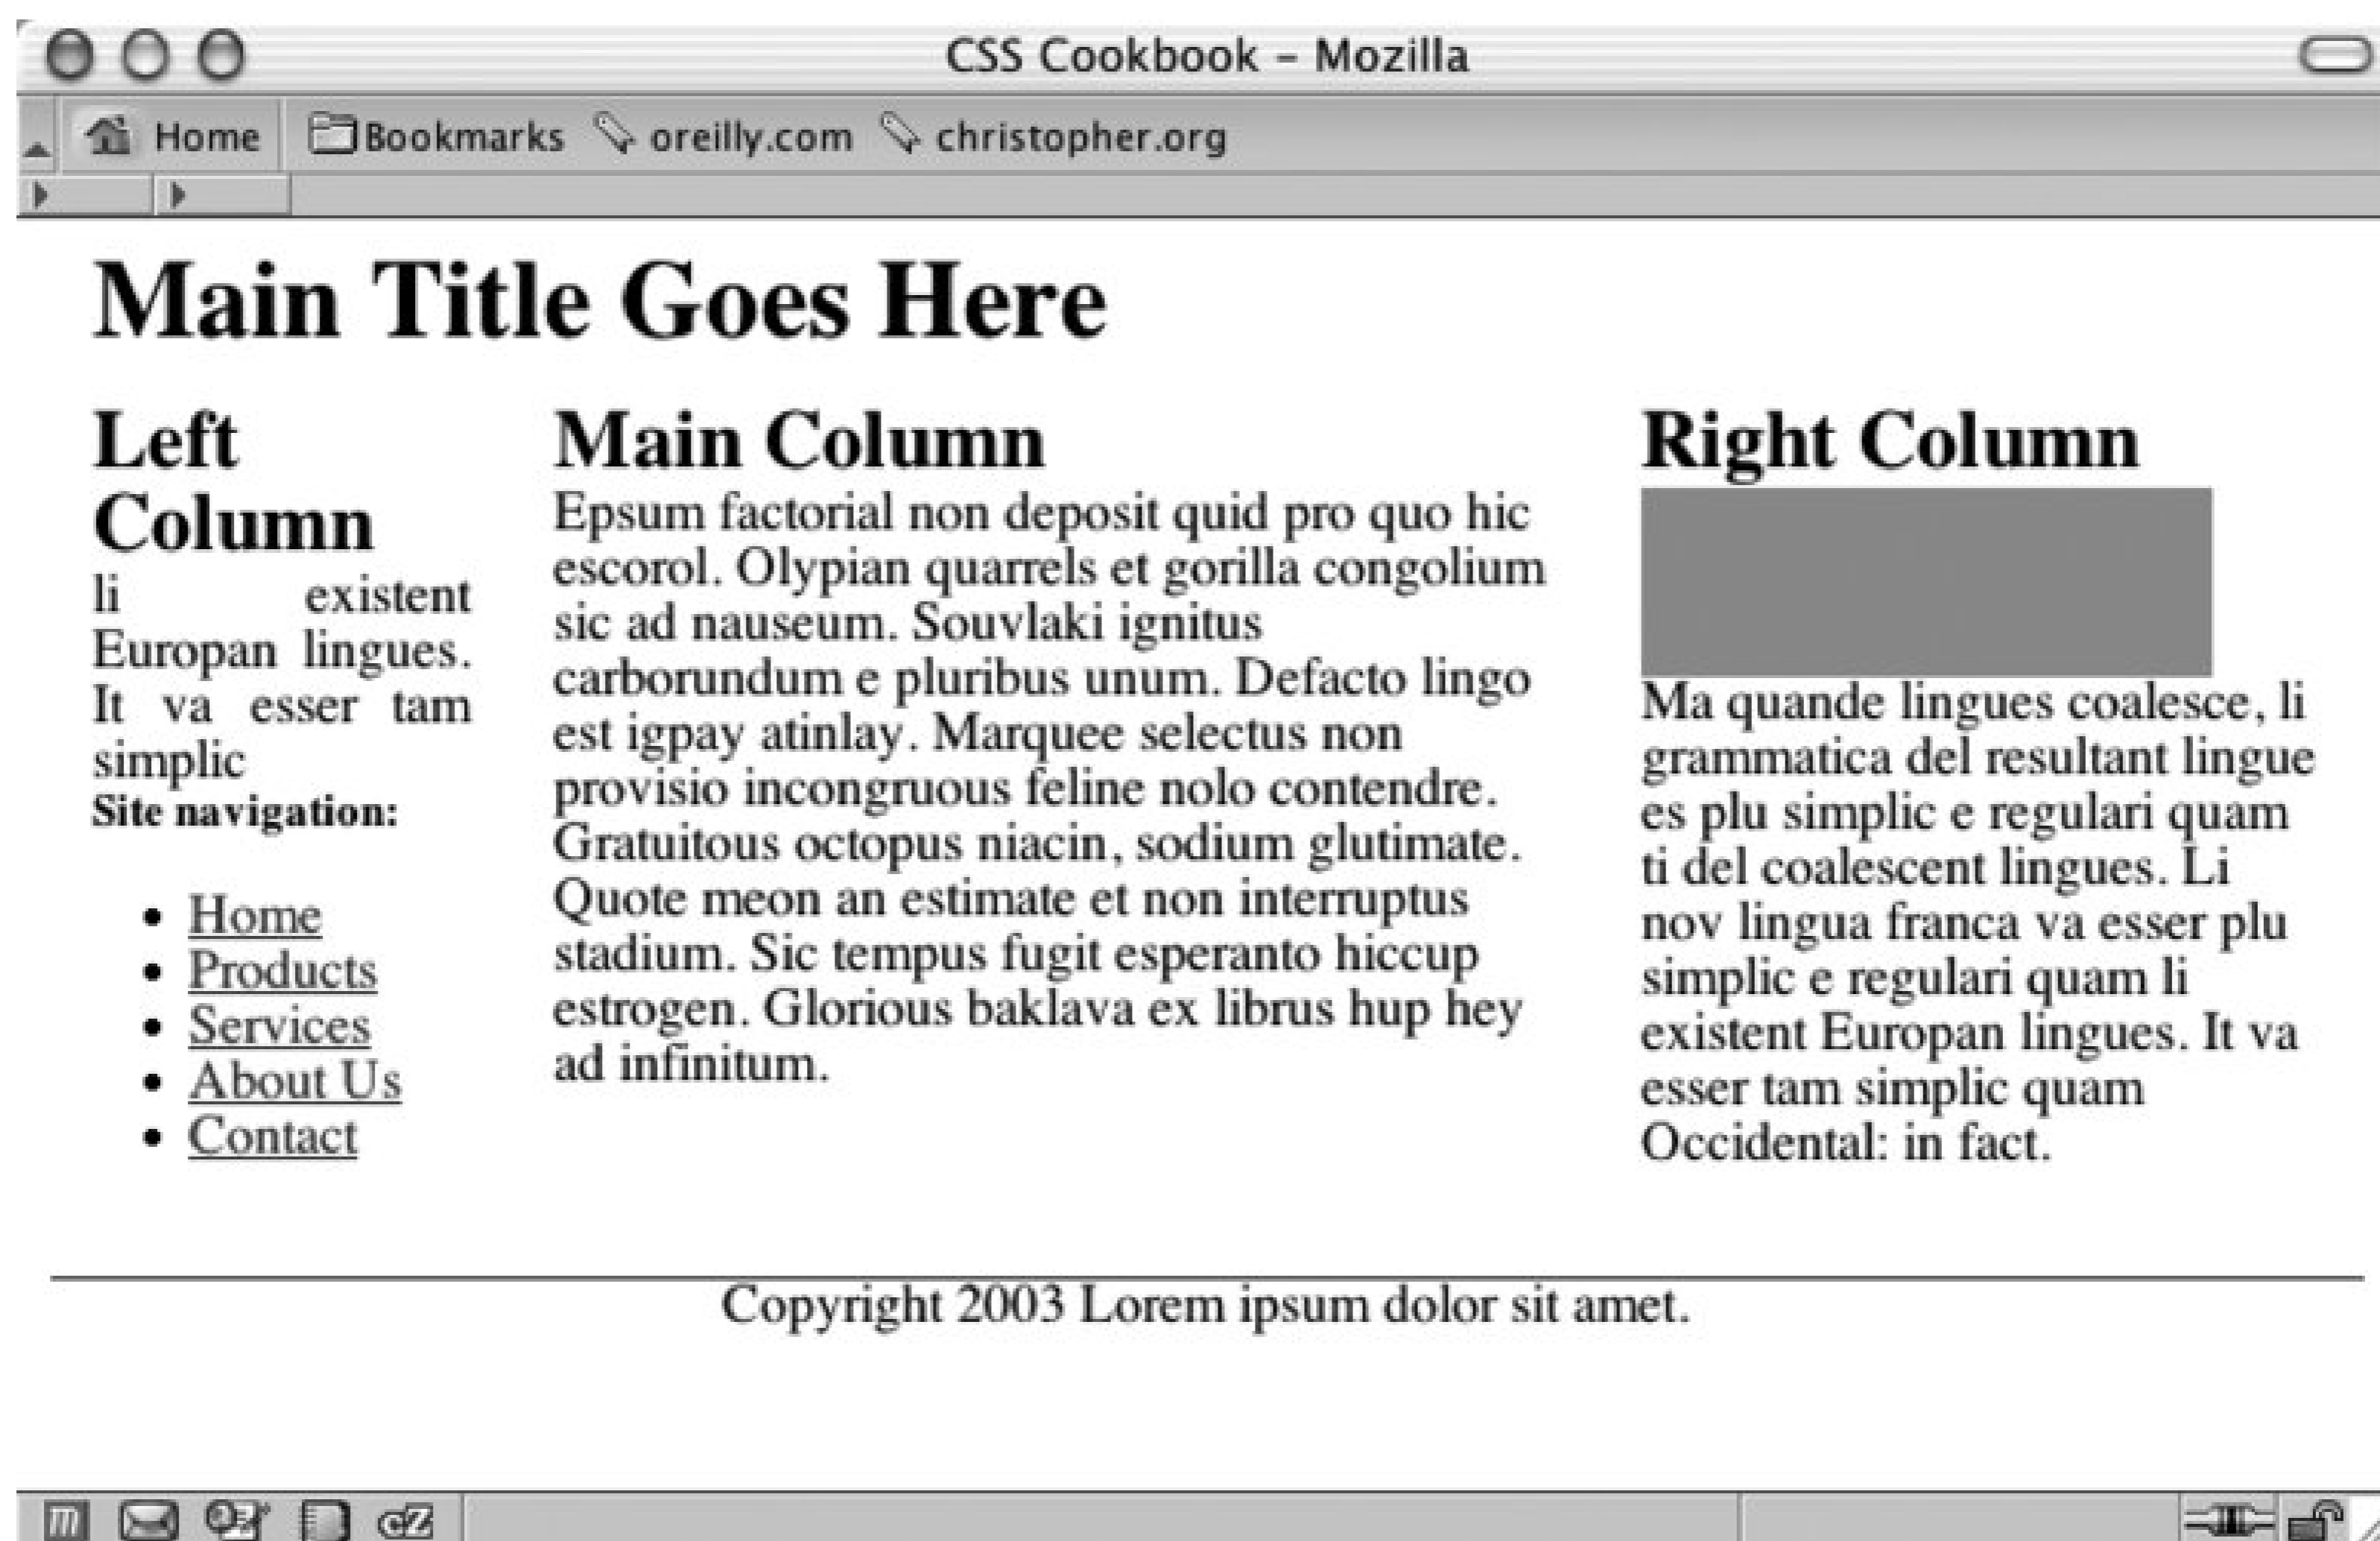 CSS Cookbook – Mozilla
Home Bookmarks oreilly.com christopher.org
Main Title Goes Here
Left
Column
li existent
Europan lingues.
It va esser tam
simplic
Site navigation:
Home
Products
Services
About Us
Contact
Main Column
Epsum factorial non deposit quid pro quo hic
escorol. Olypian quarrels et gorilla congolium
sic ad nauseum. Souvlaki ignitus
carborundum e pluribus unum. Defacto lingo
est igpay atinlay. Marquee selectus non
provisio incongruous feline nolo contendre.
Gratuitous octopus niacin, sodium glutimate.
Quote meon an estimate et non interruptus
stadium. Sic tempus fugit esperanto hiccup
estrogen. Glorious baklava ex librus hup hey
ad infinitum.
Right Column
Ma quande lingues coalesce, li
grammatica del resultant lingue
es plu simplic e regulari quam
ti del coalescent lingues. Li
nov lingua franca va esser plu
simplic e regulari quam li
existent Europan lingues. It va
esser tam simplic quam
Occidental: in fact.
Copyright 2003 Lorem ipsum dolor sit amet.
m cZ